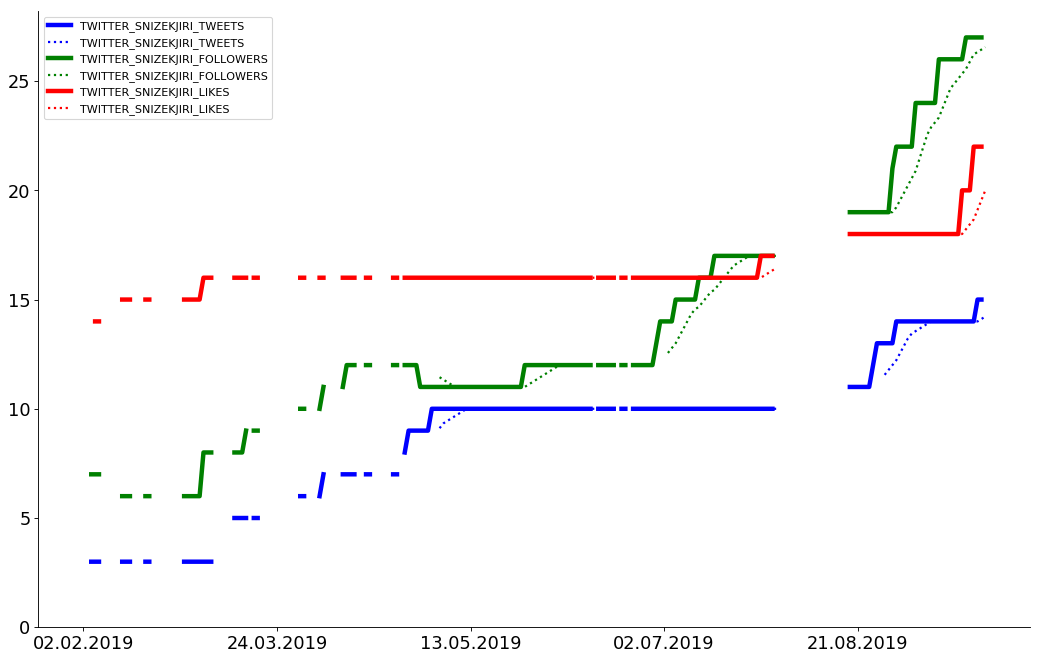 TWITTER_SNIZEKJIRI_TWEETS
TWITTER_SNIZEKJIRI_TWEETS
TWITTER_SNIZEKJIRI_FOLLOWERS
TWITTER_SNIZEKJIRI_FOLLOWERS
TWITTER_SNIZEKJIRI_LIKES
TWITTER_SNIZEKJIRI_LIKES
25
20
15
10
5
0
02.02.2019 24.03.2019 13.05.2019 02.07.2019 21.08.2019